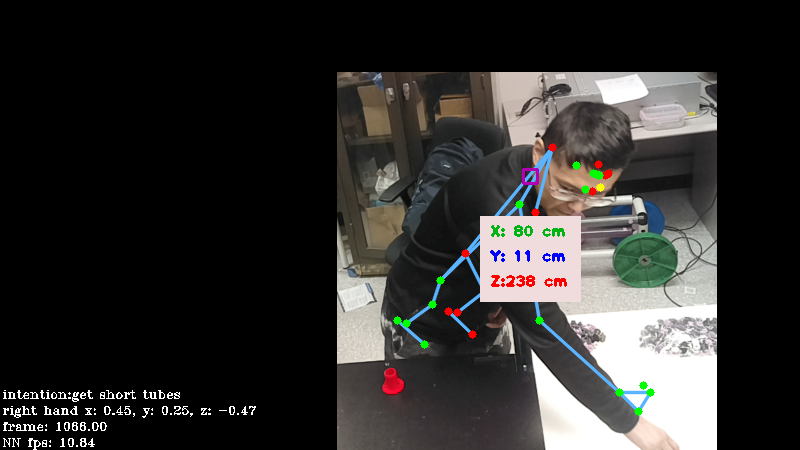 X: 80 cm
Y: 11 cm
Z:238 cm
intention:get short tubes
right hand x: 0.45, y: 0.25, z: -0.47
frame: 1066.00
NN fps: 10.84